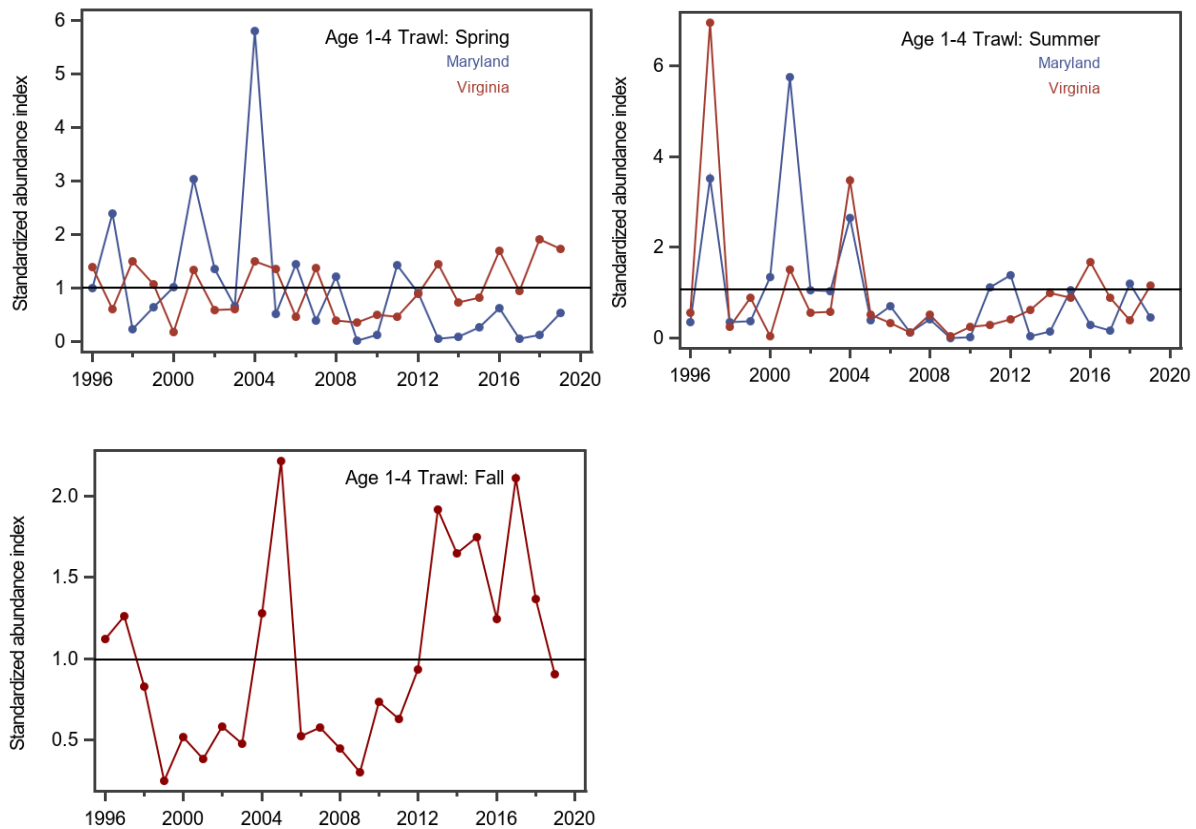 Age 1-4 Trawl: Spring
Maryland
Virginia
Standardized abundance index
6
5
4
3
2
1
0
1996 2000 2004 2008 2012 2016 2020
Age 1-4 Trawl: Summer
Maryland
Virginia
Standardized abundance index
6
4
2
0
1996 2000 2004 2008 2012 2016 2020
Age 1-4 Trawl: Fall
Standardized abundance index
2.0
1.5
1.0
0.5
1996 2000 2004 2008 2012 2016 2020